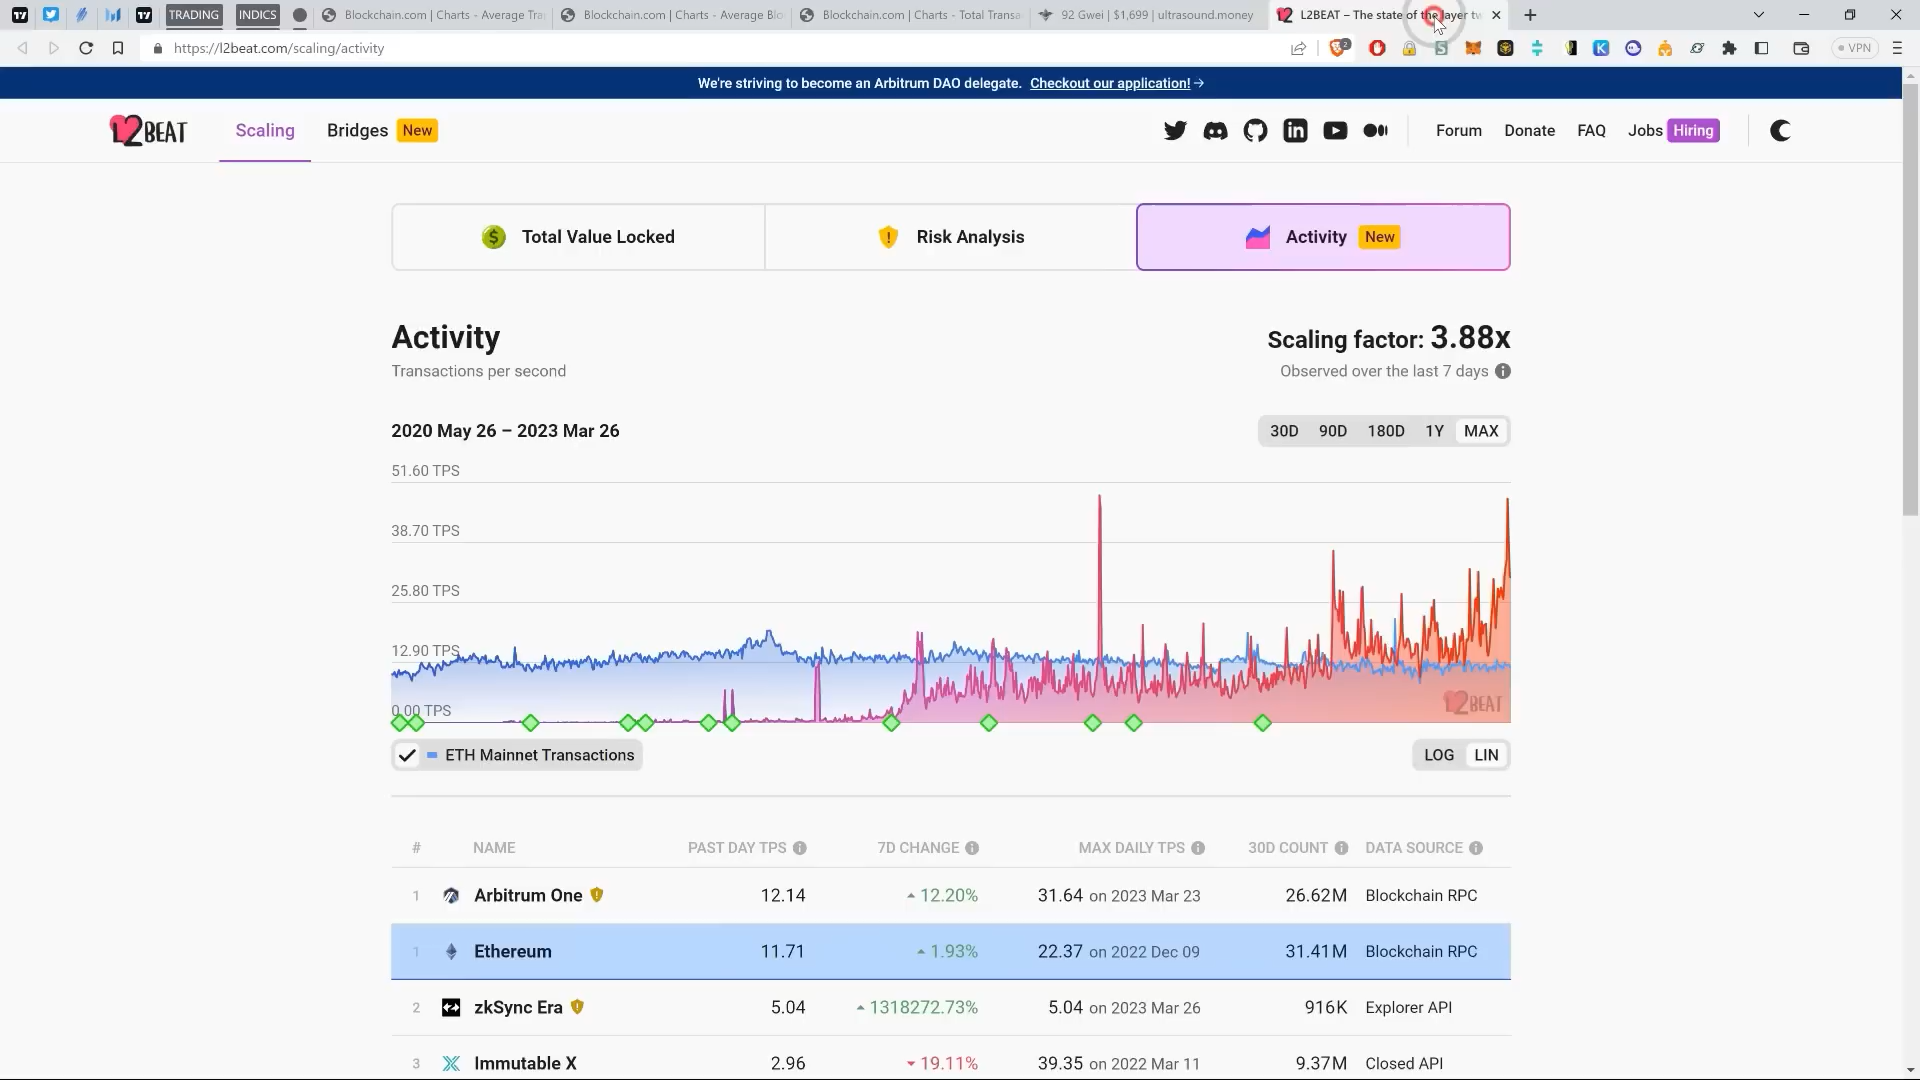 TRADING
INDICS
Blockchain.com | Charts - Average Tra
Blockchain.com | Charts - Average Blo
Blockchain.com | Charts - Total Transa
92 Gwei | $1,699 | ultrasound.money
L2BEAT – The state of the layer tw
https://l2beat.com/scaling/activity
2
VPN
We're striving to become an Arbitrum DAO delegate. Checkout our application! →
L2BEAT
Scaling
Bridges New
Forum
Donate
FAQ
Jobs Hiring
Total Value Locked
Risk Analysis
Activity New
Activity
Scaling factor: 3.88x
Transactions per second
Observed over the last 7 days
2020 May 26 – 2023 Mar 26
30D 90D 180D 1Y MAX
51.60 TPS
38.70 TPS
25.80 TPS
12.90 TPS
0.00 TPS
L2BEAT
ETH Mainnet Transactions
LOG LIN
# NAME PAST DAY TPS 7D CHANGE MAX DAILY TPS 30D COUNT DATA SOURCE
1 Arbitrum One 12.14 12.20% 31.64 on 2023 Mar 23 26.62M Blockchain RPC
1 Ethereum 11.71 1.93% 22.37 on 2022 Dec 09 31.41M Blockchain RPC
2 zkSync Era 5.04 1318272.73% 5.04 on 2023 Mar 26 916K Explorer API
3 Immutable X 2.96 19.11% 39.35 on 2022 Mar 11 9.37M Closed API